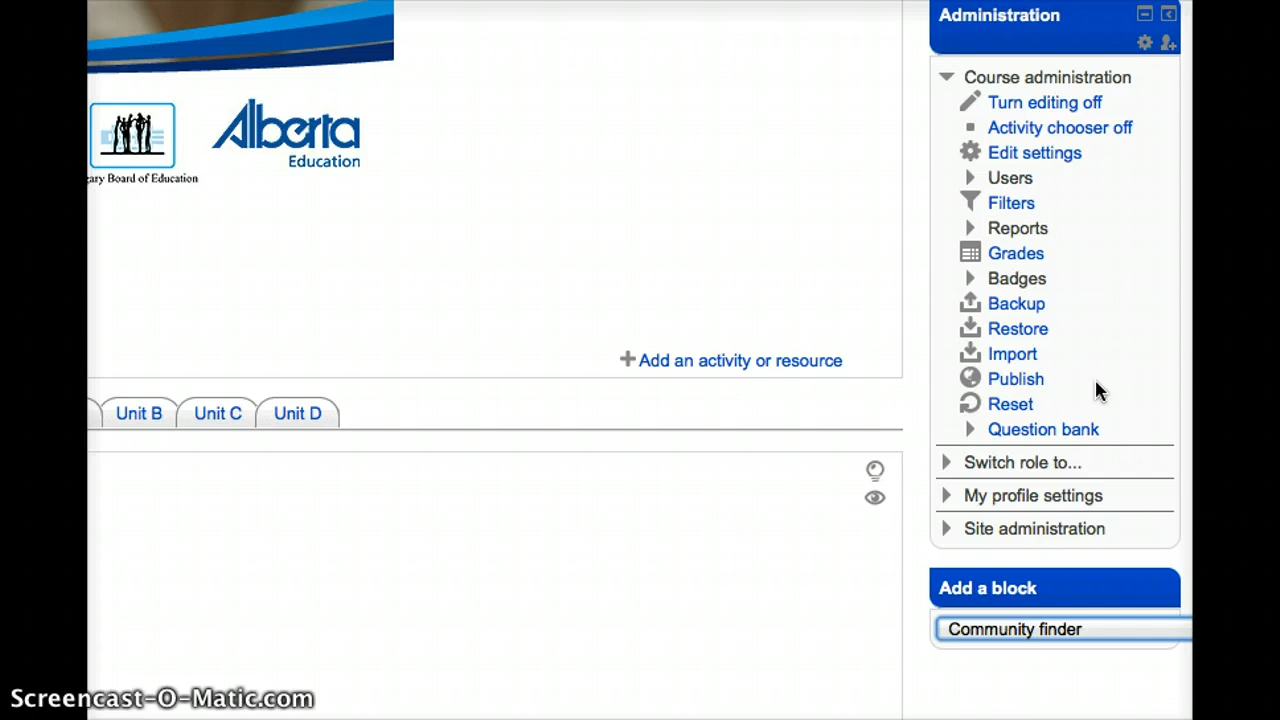 Administration
Course administration
Turn editing off
Activity chooser off
Edit settings
Users
Filters
Reports
Grades
Badges
Backup
Restore
Import
Publish
Reset
Question bank
Switch role to...
My profile settings
Site administration
Add a block
Community finder
Alberta
Education
gary Board of Education
Add an activity or resource
Unit B
Unit C
Unit D
Screencast-O-Matic.com